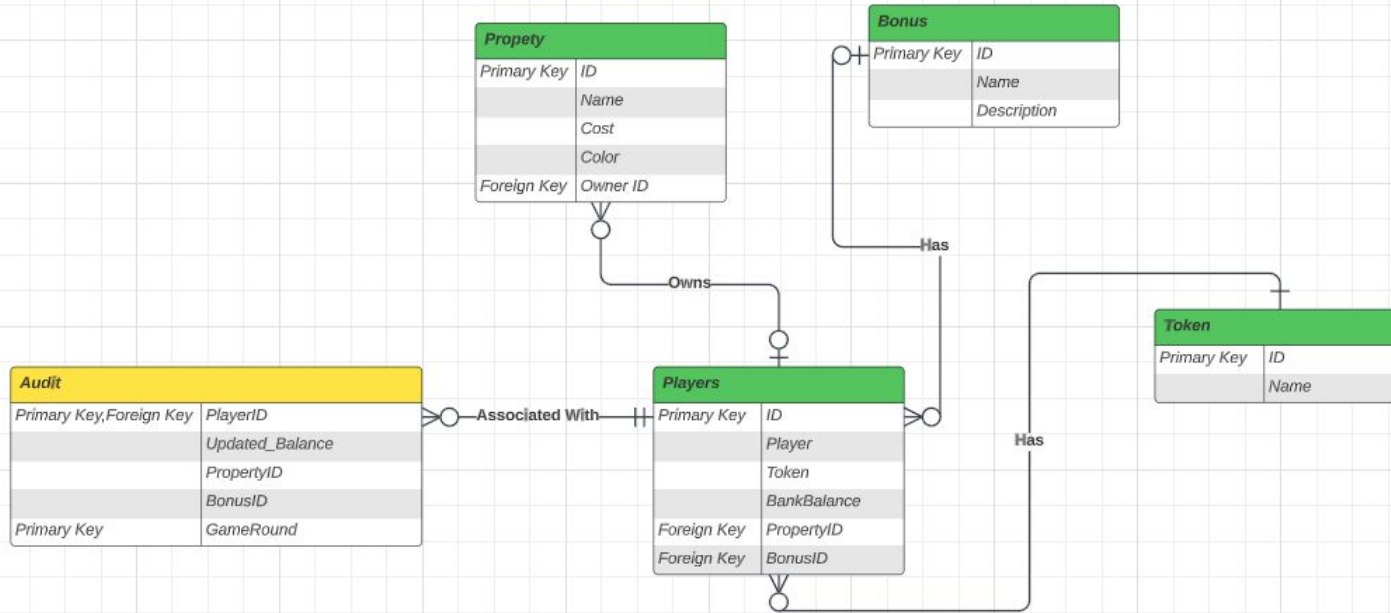 Propety
Primary Key ID
Name
Cost
Color
Foreign Key Owner ID
Bonus
Primary Key ID
Name
Description
Has
Owns
Token
Primary Key ID
Name
Audit
Primary Key,Foreign Key PlayerID
Updated_Balance
PropertyID
BonusID
Primary Key GameRound
Associated With
Players
Primary Key ID
Player
Token
BankBalance
Foreign Key PropertyID
Foreign Key BonusID
Has